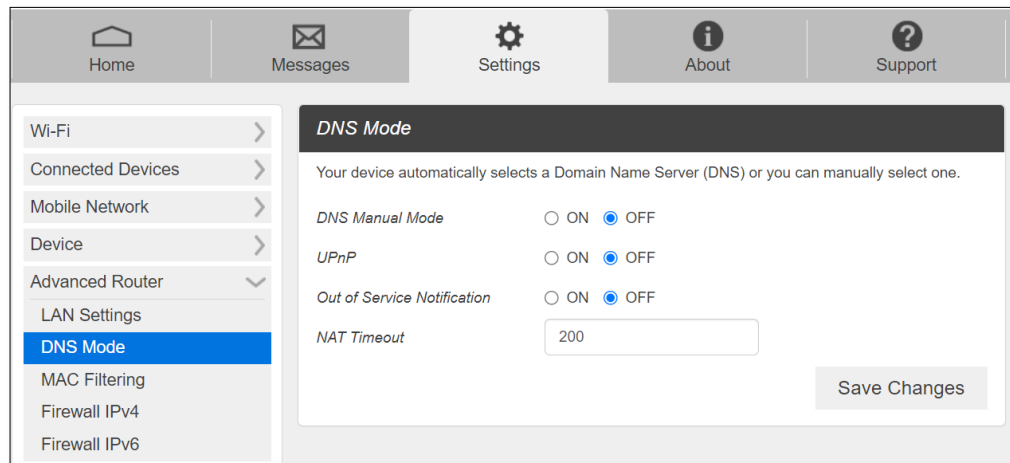 Home Messages Settings About Support
Wi-Fi
Connected Devices
Mobile Network
Device
Advanced Router
LAN Settings
DNS Mode
MAC Filtering
Firewall IPv4
Firewall IPv6
DNS Mode
Your device automatically selects a Domain Name Server (DNS) or you can manually select one.
DNS Manual Mode ON OFF
UPnP ON OFF
Out of Service Notification ON OFF
NAT Timeout 200
Save Changes